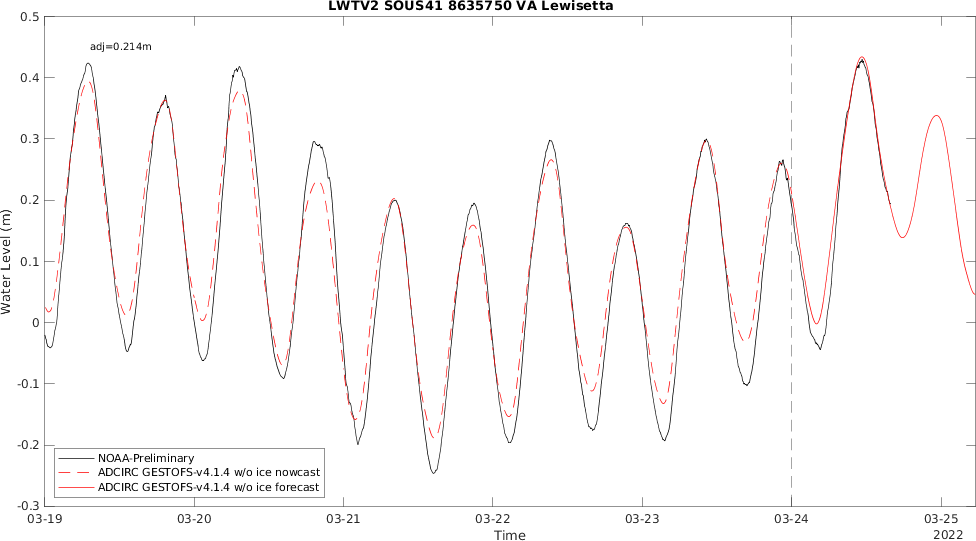 LWTV2 SOUS41 8635750 VA Lewisetta
adj=0.214m
0.5
0.4
0.3
0.2
0.1
0
-0.1
-0.2
-0.3
Water Level (m)
NOAA-Preliminary
ADCIRC GESTOFS-v4.1.4 w/o ice nowcast
ADCIRC GESTOFS-v4.1.4 w/o ice forecast
03-19 03-20 03-21 03-22 03-23 03-24 03-25
Time
2022